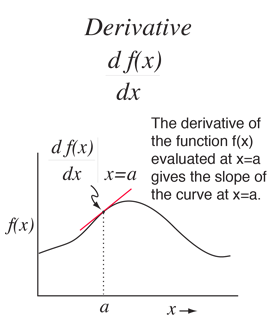 Derivative
d f(x)
dx
The derivative of
the function f(x)
evaluated at x=a
gives the slope of
the curve at x=a.
d f(x)
dx x=a
f(x)
a
x→